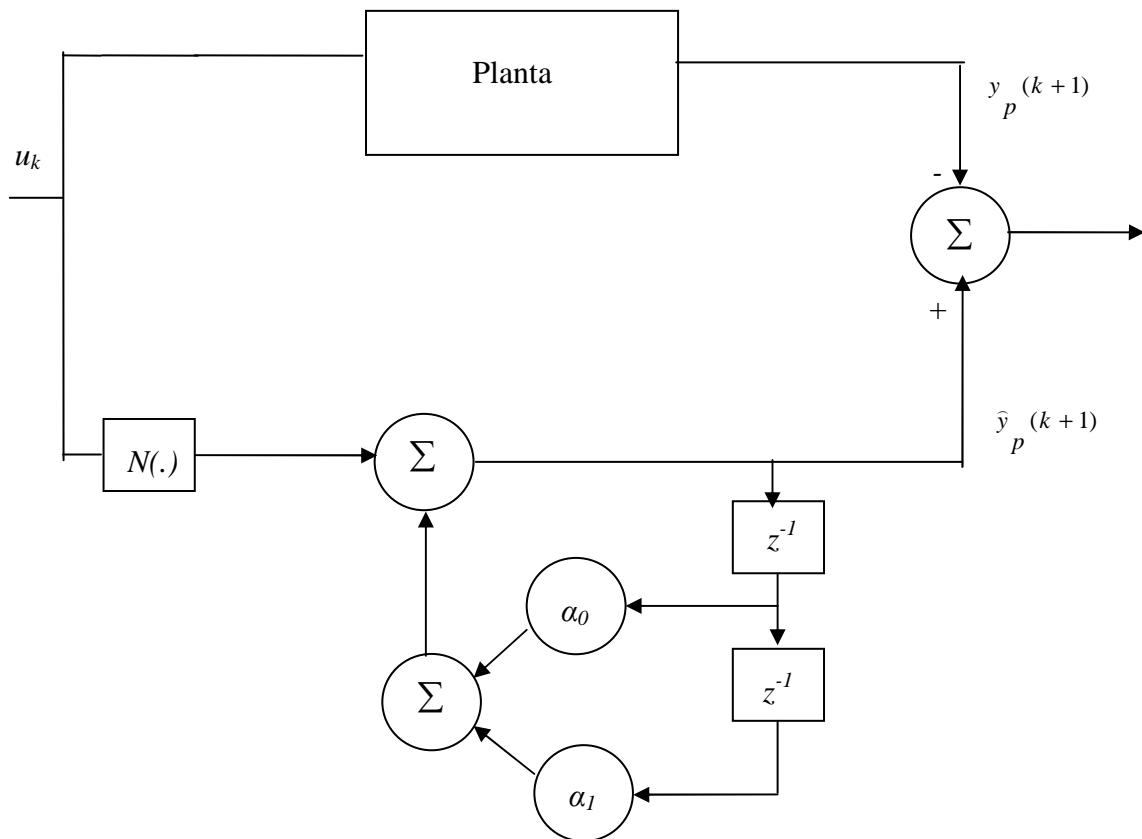 Planta
y_p (k + 1)
u_k
-
Σ
+
ŷ_p (k + 1)
N(.)
Σ
z^-1
α_0
Σ
z^-1
α_1